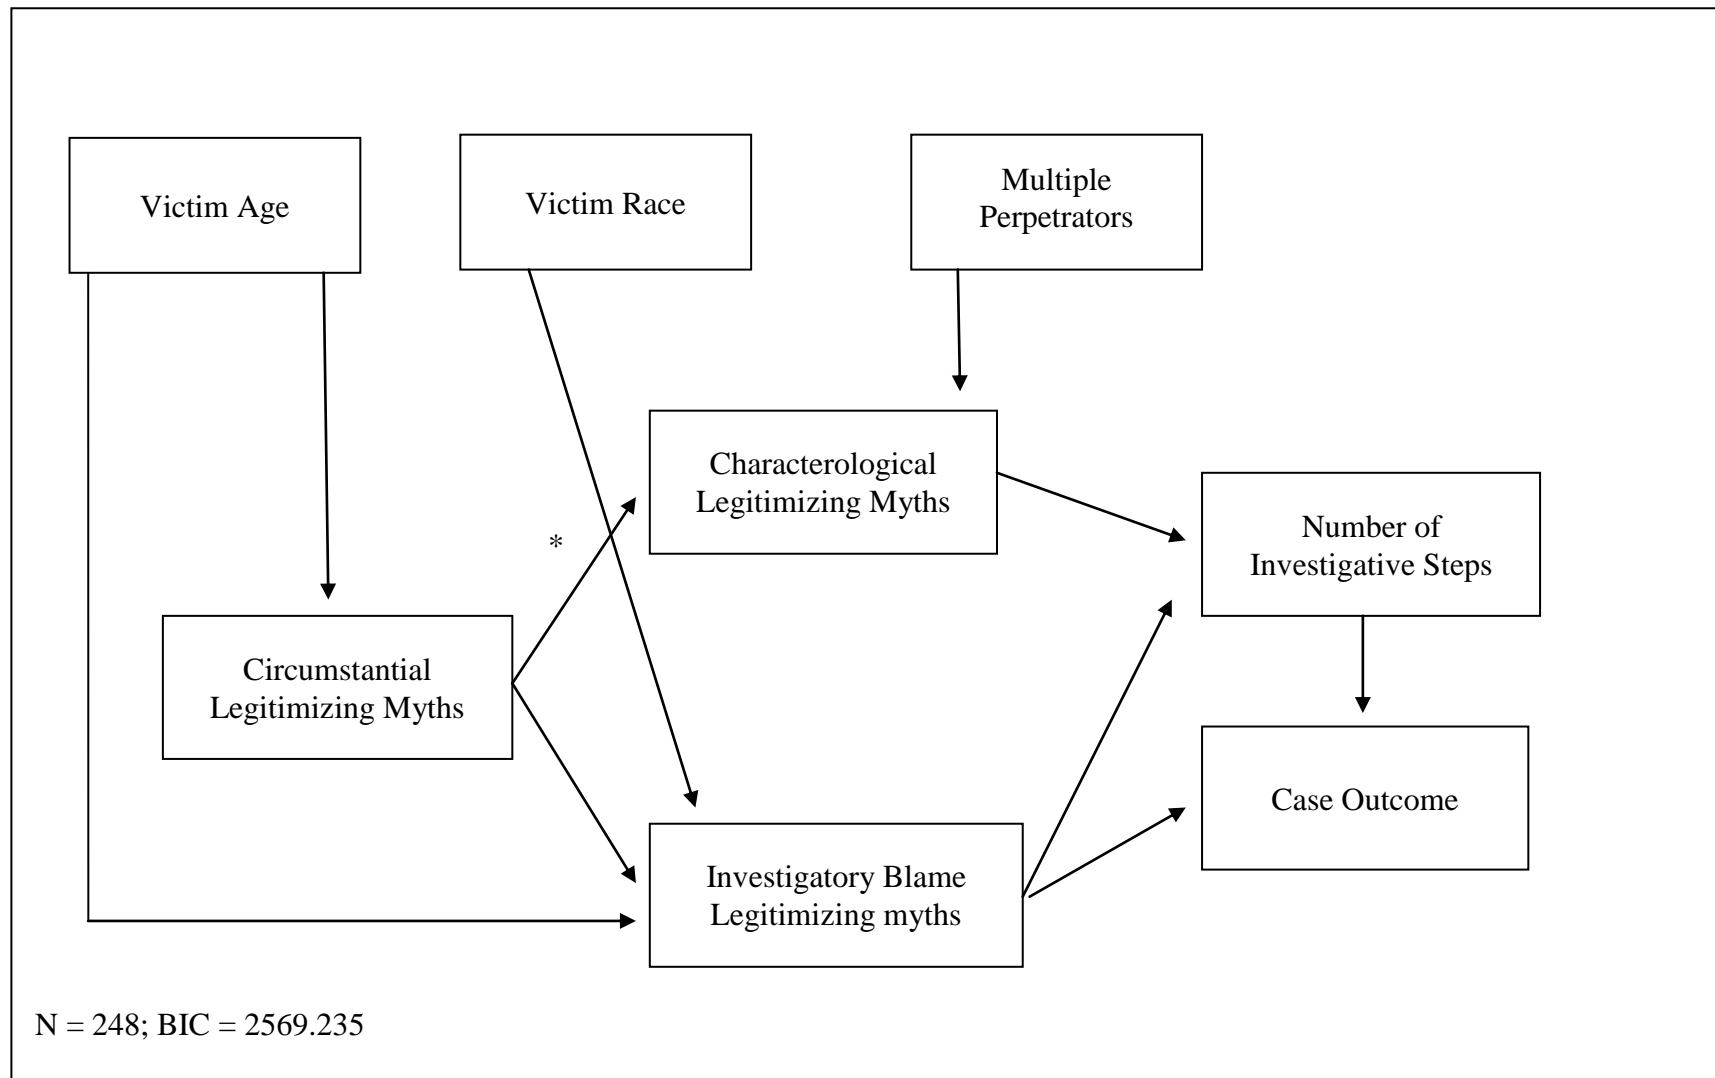 Victim Age
Victim Race
Multiple
Perpetrators
Characterological
Legitimizing Myths
Number of
Investigative Steps
*
Circumstantial
Legitimizing Myths
Case Outcome
Investigatory Blame
Legitimizing myths
N = 248; BIC = 2569.235